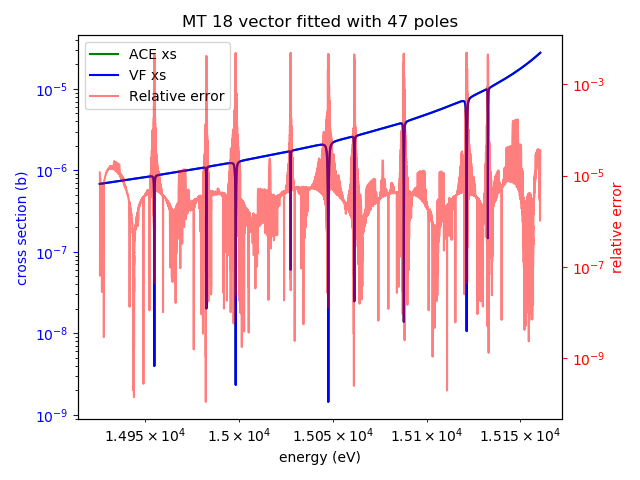 MT 18 vector fitted with 47 poles
ACE xs
VF xs
Relative error
cross section (b)
10⁻⁵
10⁻⁶
10⁻⁷
10⁻⁸
10⁻⁹
10⁻³
10⁻⁵
10⁻⁷
10⁻⁹
relative error
1.495 × 10⁴ 1.5 × 10⁴ 1.505 × 10⁴ 1.51 × 10⁴ 1.515 × 10⁴
energy (eV)